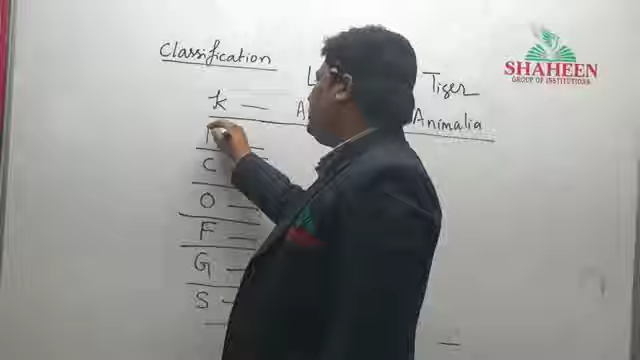 Classification
Tiger
K — Animalia
C
O —
F —
G —
S —
SHAHEEN
GROUP OF INSTITUTIONS